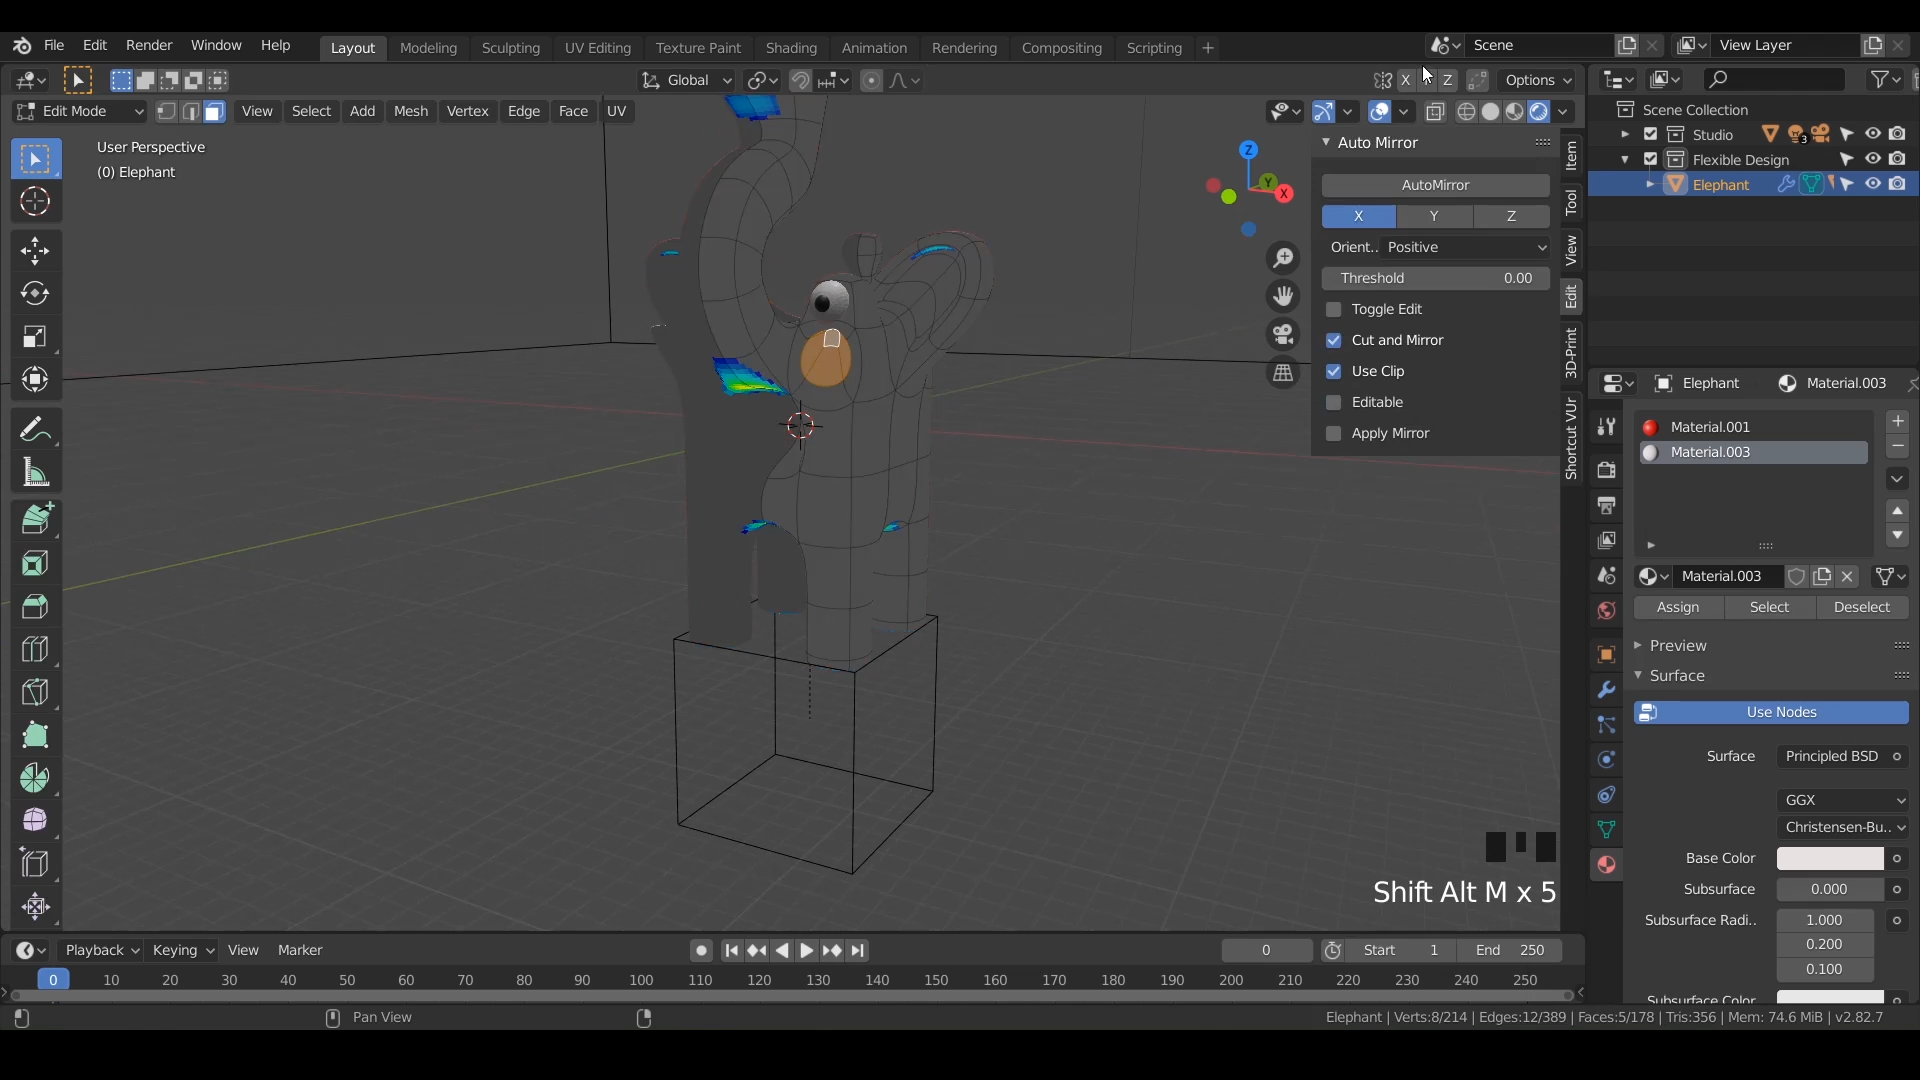 File Edit Render Window Help Layout Modeling Sculpting UV Editing Texture Paint Shading Animation Rendering Compositing Scripting + Scene View Layer
Global X Z Options
Edit Mode View Select Add Mesh Vertex Edge Face UV
User Perspective
(0) Elephant
Z
Y
X
Auto Mirror
AutoMirror
X Y Z
Orient.. Positive
Threshold 0.00
Toggle Edit
Cut and Mirror
Use Clip
Editable
Apply Mirror
Item
Tool
View
Edit
3D-Print
Shortcut VUr
Scene Collection
Studio 3
Flexible Design
Elephant
Elephant Material.003
Material.001
Material.003
Material.003
Assign Select Deselect
Preview
Surface
Use Nodes
Surface Principled BSD
GGX
Christensen-Bu..
Base Color
Subsurface 0.000
Subsurface Radi.. 1.000
0.200
0.100
Subsurface Color
Shift Alt M x 5
Playback Keying View Marker 0 Start 1 End 250
0 10 20 30 40 50 60 70 80 90 100 110 120 130 140 150 160 170 180 190 200 210 220 230 240 250
Pan View
Elephant | Verts:8/214 | Edges:12/389 | Faces:5/178 | Tris:356 | Mem: 74.6 MiB | v2.82.7